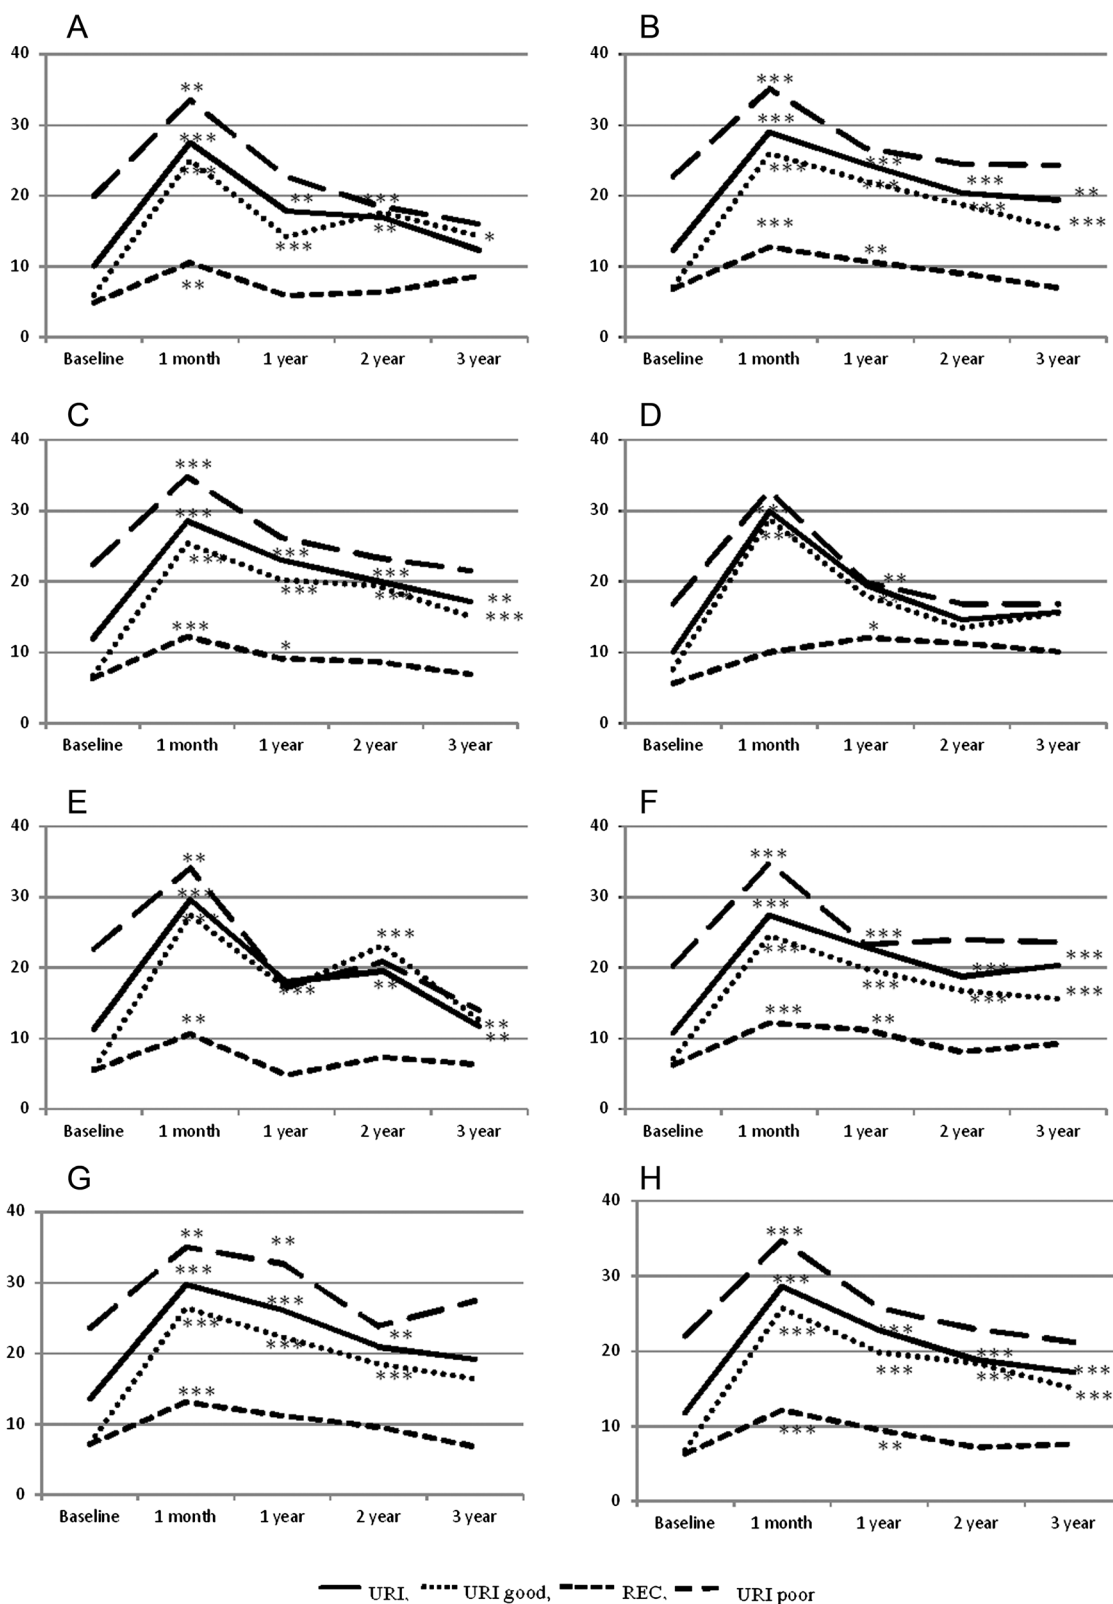 A B
40 40
** ***
30 30
*** ***
*** *** ***
20 ** *** 20 *** *** **
*** ** * *** ***
10 ** 10 *** **
0 0
Baseline 1 month 1 year 2 year 3 year Baseline 1 month 1 year 2 year 3 year
C D
40 40
***
30 *** 30 ***
*** *** ***
20 *** *** ** 20 **
*** *** ** 
10 *** * 10 *
0 0
Baseline 1 month 1 year 2 year 3 year Baseline 1 month 1 year 2 year 3 year
E F
40 40
** ***
30 *** 30 ***
*** *** *** ***
20 *** ** 20 *** *** *** ***
10 ** ** ** 10 *** **
0 0
Baseline 1 month 1 year 2 year 3 year Baseline 1 month 1 year 2 year 3 year
G H
40 40
** ** ***
30 *** *** 30 ***
*** *** ** *** ***
20 *** 20 *** *** *** ***
10 *** 10 *** **
0 0
Baseline 1 month 1 year 2 year 3 year Baseline 1 month 1 year 2 year 3 year
URI, URI good, REC, URI poor